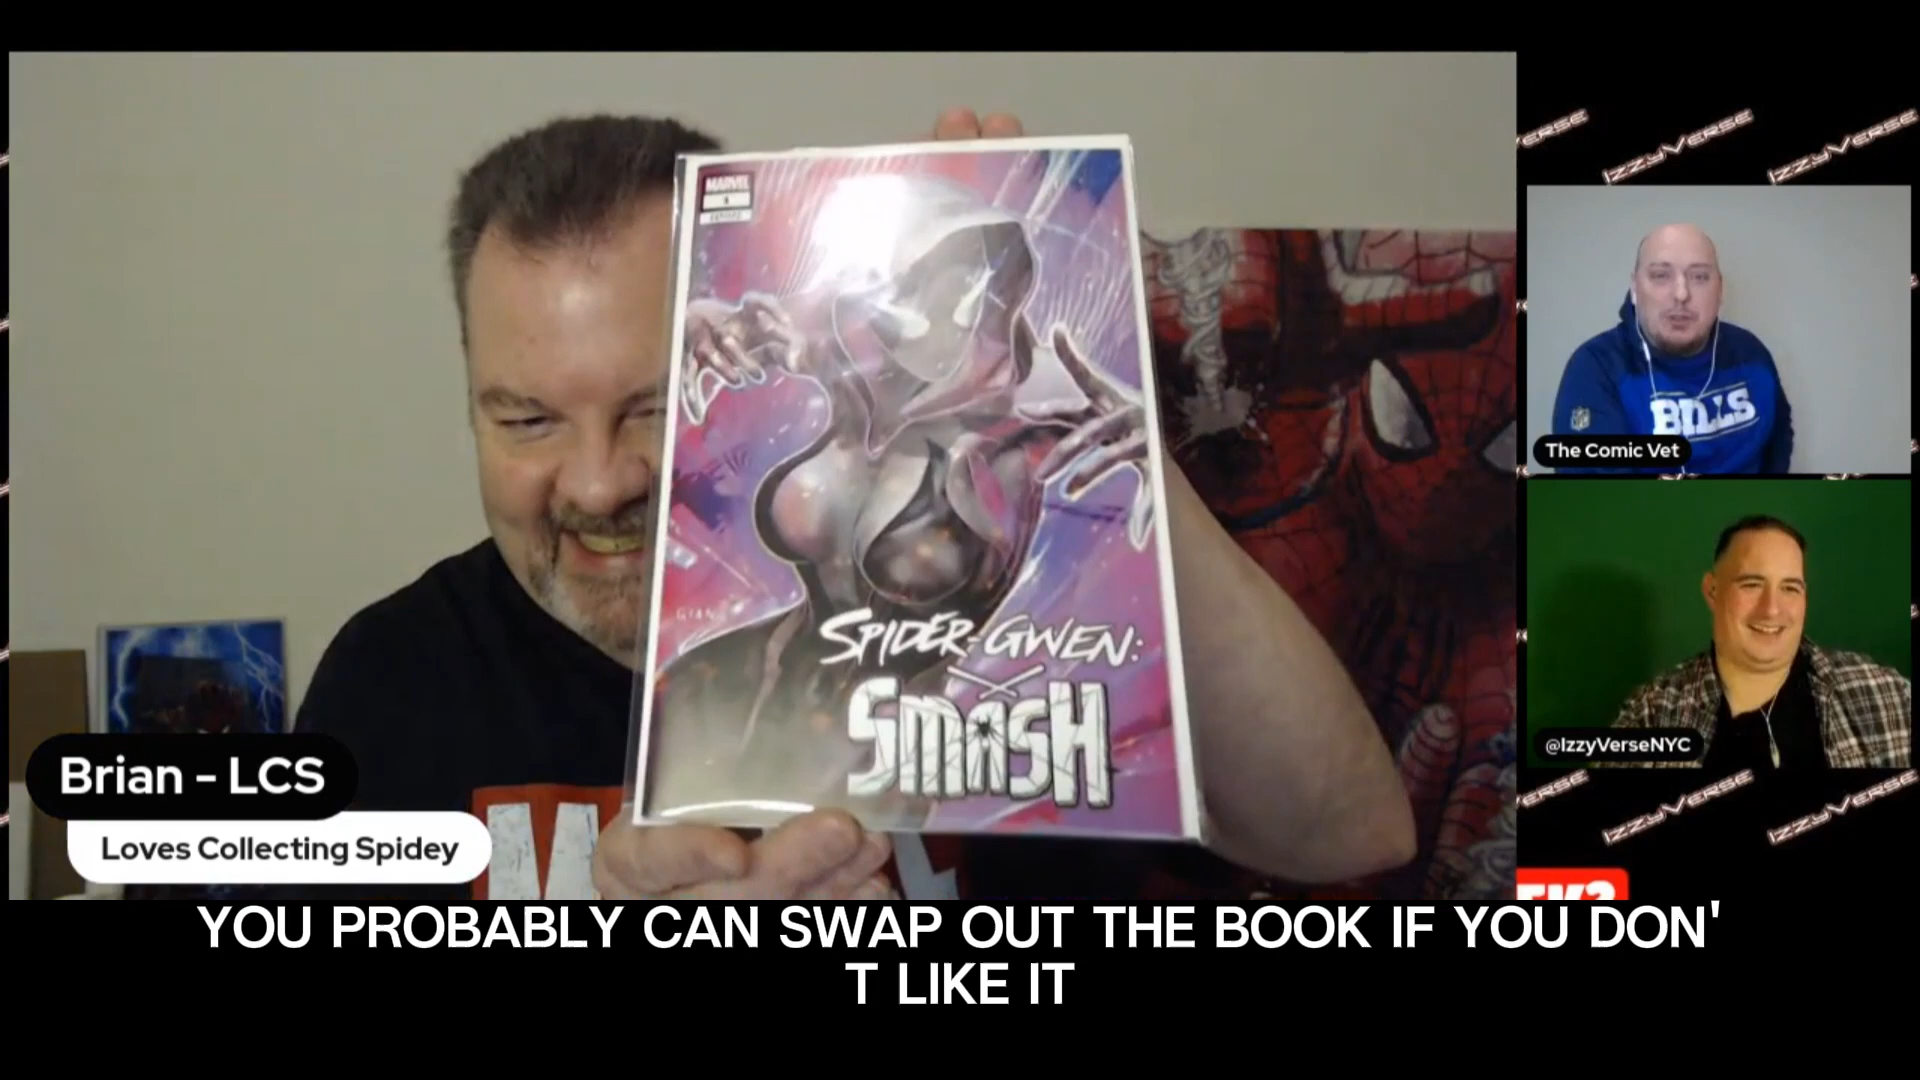 IZZYVERSE
IZZYVERSE
MARVEL
1
SPIDER-GWEN:
SMASH
BILLS
The Comic Vet
@IzzyVerseNYC
Brian - LCS
Loves Collecting Spidey
IZZYVERSE
IZZYVERSE
YOU PROBABLY CAN SWAP OUT THE BOOK IF YOU DON'
T LIKE IT